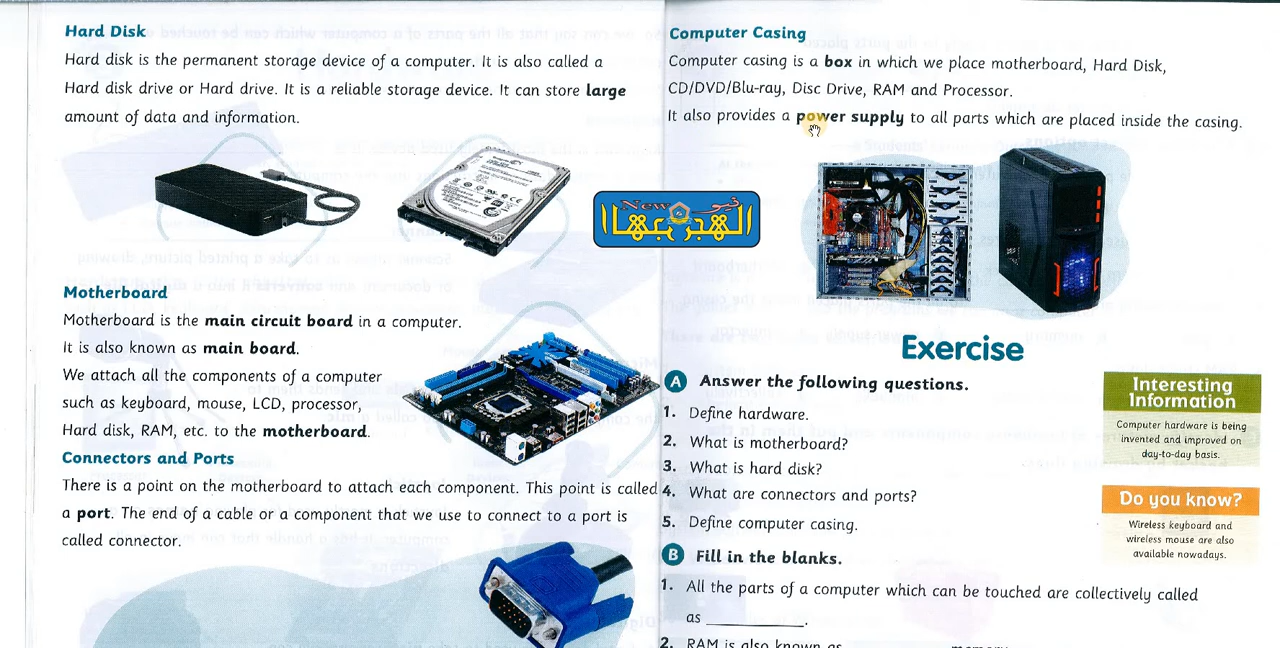 Hard Disk
Hard disk is the permanent storage device of a computer. It is also called a
Hard disk drive or Hard drive. It is a reliable storage device. It can store large
amount of data and information.
Motherboard
Motherboard is the main circuit board in a computer.
It is also known as main board.
We attach all the components of a computer
such as keyboard, mouse, LCD, processor,
Hard disk, RAM, etc. to the motherboard.
Connectors and Ports
There is a point on the motherboard to attach each component. This point is called
a port. The end of a cable or a component that we use to connect to a port is
called connector.
New
Computer Casing
Computer casing is a box in which we place motherboard, Hard Disk,
CD/DVD/Blu-ray, Disc Drive, RAM and Processor.
It also provides a power supply to all parts which are placed inside the casing.
Exercise
A Answer the following questions.
1. Define hardware.
2. What is motherboard?
3. What is hard disk?
4. What are connectors and ports?
5. Define computer casing.
B Fill in the blanks.
1. All the parts of a computer which can be touched are collectively called
as ____________.
2. RAM is also known as memory
Interesting
Information
Computer hardware is being
invented and improved on
day-to-day basis.
Do you know?
Wireless keyboard and
wireless mouse are also
available nowadays.